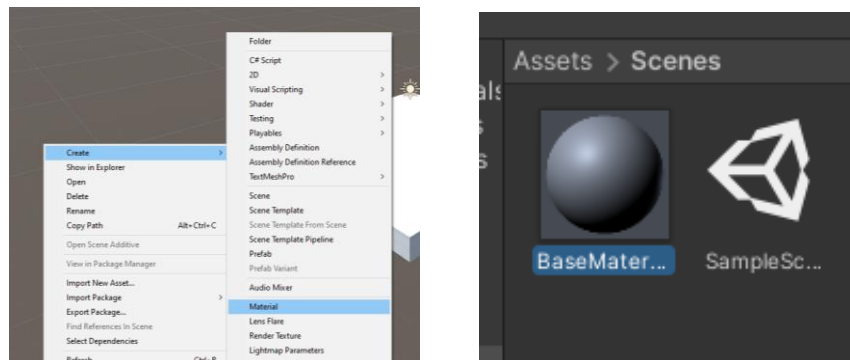 Create
Show in Explorer
Open
Delete
Rename
Copy Path Alt+Ctrl+C
Open Scene Additive
View in Package Manager
Import New Asset...
Import Package
Export Package...
Find References In Scene
Select Dependencies
Refresh Ctrl+R
Folder
C# Script
2D
Visual Scripting
Shader
Testing
Playables
Assembly Definition
Assembly Definition Reference
TextMeshPro
Scene
Scene Template
Scene Template From Scene
Scene Template Pipeline
Prefab
Prefab Variant
Audio Mixer
Material
Lens Flare
Render Texture
Lightmap Parameters
Assets > Scenes
BaseMater...
SampleSc...